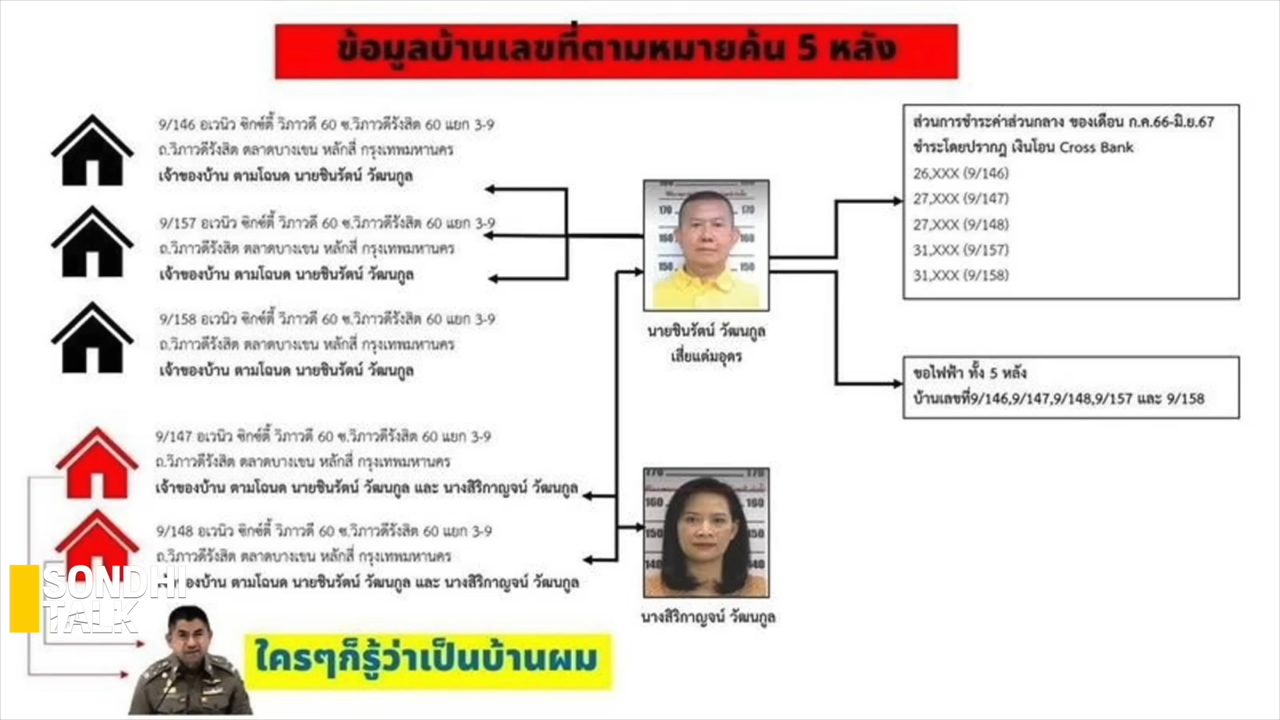 ข้อมูลบ้านเลขที่ตามหมายค้น 5 หลัง
9/146 อเวนิว ซิกซ์ตี้ วิภาวดี 60 ซ.วิภาวดีรังสิต 60 แยก 3-9
ถ.วิภาวดีรังสิต ตลาดบางเขน หลักสี่ กรุงเทพมหานคร
เจ้าของบ้าน ตามโฉนด นายชินรัตน์ วัฒนกูล
9/157 อเวนิว ซิกซ์ตี้ วิภาวดี 60 ซ.วิภาวดีรังสิต 60 แยก 3-9
ถ.วิภาวดีรังสิต ตลาดบางเขน หลักสี่ กรุงเทพมหานคร
เจ้าของบ้าน ตามโฉนด นายชินรัตน์ วัฒนกูล
9/158 อเวนิว ซิกซ์ตี้ วิภาวดี 60 ซ.วิภาวดีรังสิต 60 แยก 3-9
ถ.วิภาวดีรังสิต ตลาดบางเขน หลักสี่ กรุงเทพมหานคร
เจ้าของบ้าน ตามโฉนด นายชินรัตน์ วัฒนกูล
9/147 อเวนิว ซิกซ์ตี้ วิภาวดี 60 ซ.วิภาวดีรังสิต 60 แยก 3-9
ถ.วิภาวดีรังสิต ตลาดบางเขน หลักสี่ กรุงเทพมหานคร
เจ้าของบ้าน ตามโฉนด นายชินรัตน์ วัฒนกูล และ นางสิริกาญจน์ วัฒนกูล
9/148 อเวนิว ซิกซ์ตี้ วิภาวดี 60 ซ.วิภาวดีรังสิต 60 แยก 3-9
ถ.วิภาวดีรังสิต ตลาดบางเขน หลักสี่ กรุงเทพมหานคร
เจ้าของบ้าน ตามโฉนด นายชินรัตน์ วัฒนกูล และ นางสิริกาญจน์ วัฒนกูล
170 170
160 160
150 150
นายชินรัตน์ วัฒนกูล
เสี่ยแต่มอุดร
170 170
160 160
150 150
140 140
นางสิริกาญจน์ วัฒนกูล
ส่วนการชำระค่าส่วนกลาง ของเดือน ก.ค.66-มิ.ย.67
ชำระโดยปรากฏ เงินโอน Cross Bank
26,XXX (9/146)
27,XXX (9/147)
27,XXX (9/148)
31,XXX (9/157)
31,XXX (9/158)
ขอไฟฟ้า ทั้ง 5 หลัง
บ้านเลขที่9/146,9/147,9/148,9/157 และ 9/158
SONDHI
TALK
ใครๆก็รู้ว่าเป็นบ้านผม